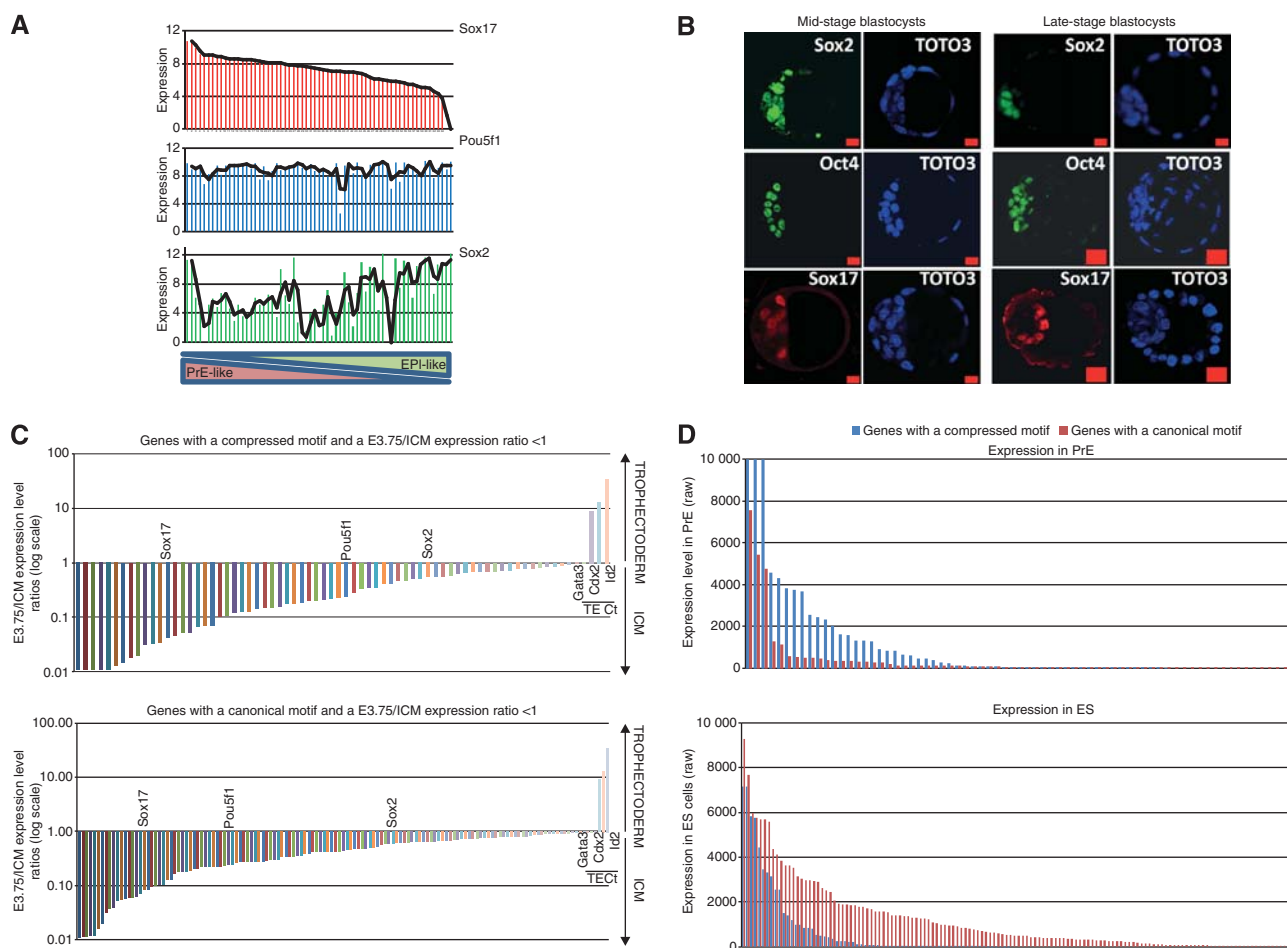 A
Sox17
12
8
4
0
Expression
Pou5f1
12
8
4
0
Expression
Sox2
12
8
4
0
Expression
EPI-like
PrE-like
B
Mid-stage blastocysts
Late-stage blastocysts
Sox2
TOTO3
Sox2
TOTO3
Oct4
TOTO3
Oct4
TOTO3
Sox17
TOTO3
Sox17
TOTO3
C
Genes with a compressed motif and a E3.75/ICM expression ratio <1
100
10
1
0.1
0.01
E3.75/ICM expression level
ratios (log scale)
Sox17
Pou5f1
Sox2
Gata3
Cdx2
Id2
TE Ct
TROPHECTODERM
ICM
Genes with a canonical motif and a E3.75/ICM expression ratio <1
100.00
10.00
1.00
0.10
0.01
E3.75/ICM expression level
ratios (log scale)
Sox17
Pou5f1
Sox2
Gata3
Cdx2
Id2
TECt
TROPHECTODERM
ICM
D
Genes with a compressed motif
Genes with a canonical motif
Expression in PrE
10 000
8000
6000
4000
2000
0
Expression level in PrE (raw)
Expression in ES
10 000
8000
6000
4000
2000
0
Expression in ES cells (raw)